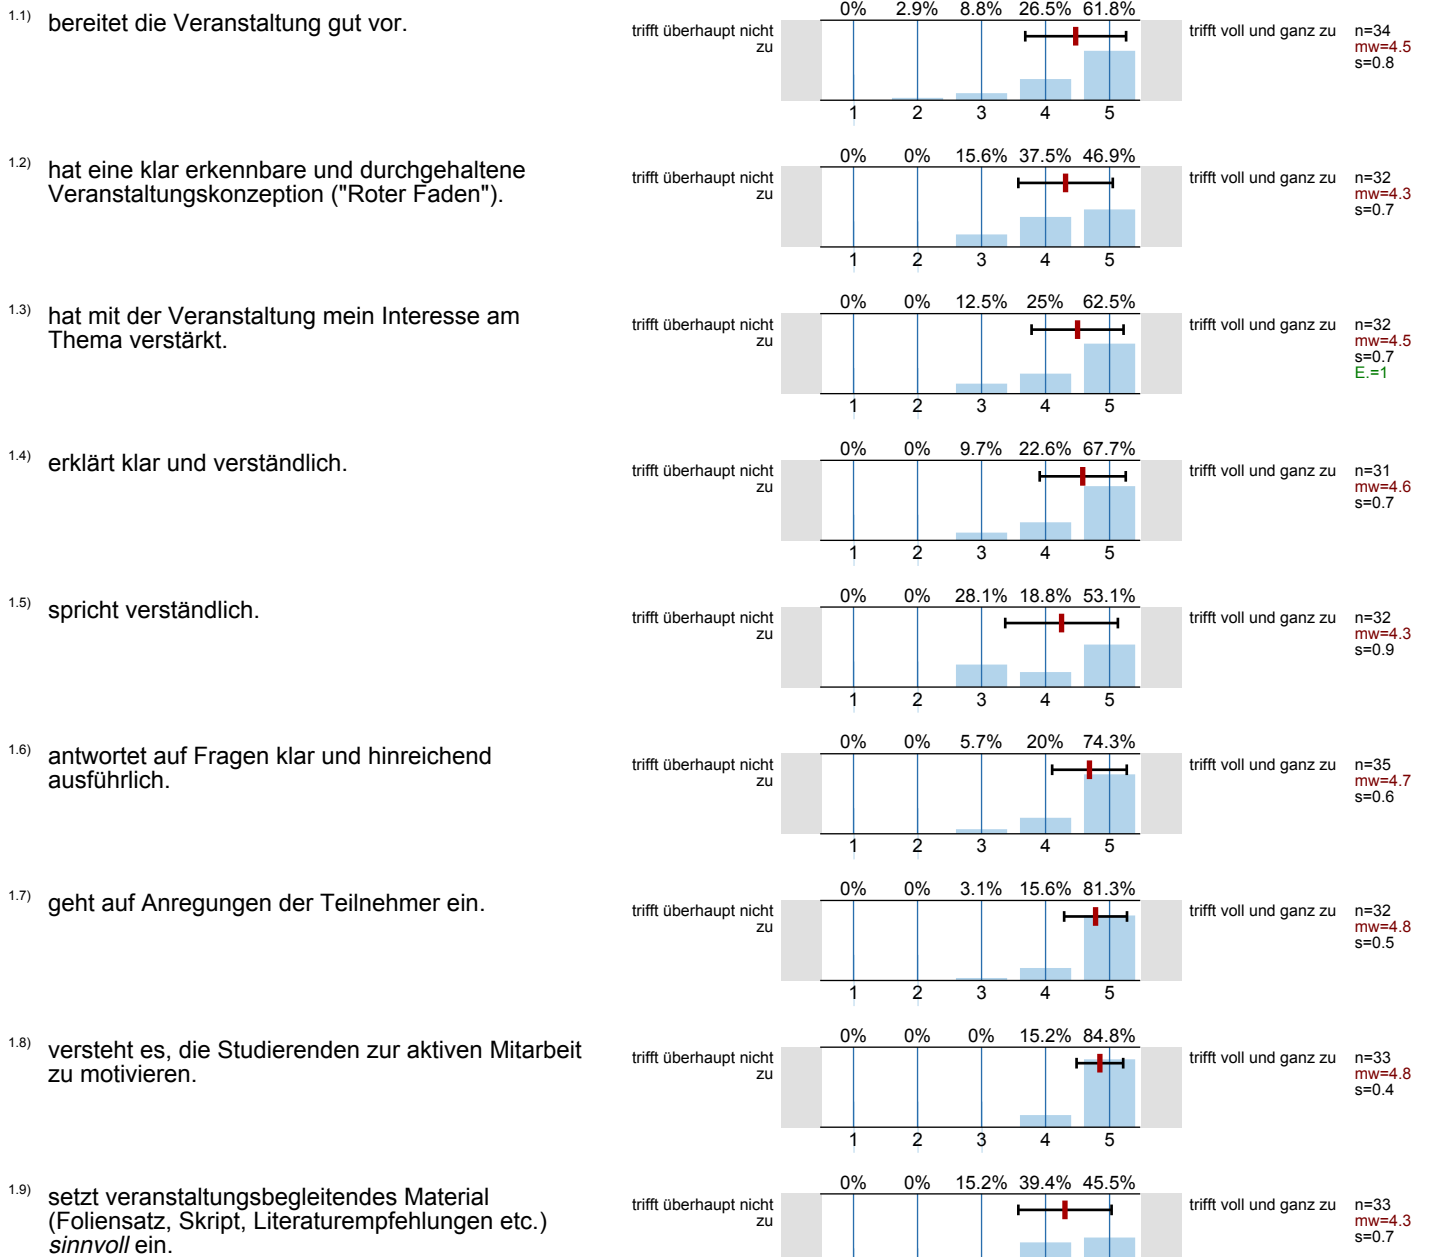 1.1) bereitet die Veranstaltung gut vor.
0% 2.9% 8.8% 26.5% 61.8%
trifft überhaupt nicht
zu
trifft voll und ganz zu
n=34
mw=4.5
s=0.8
1 2 3 4 5
1.2) hat eine klar erkennbare und durchgehaltene
Veranstaltungskonzeption ("Roter Faden").
0% 0% 15.6% 37.5% 46.9%
trifft überhaupt nicht
zu
trifft voll und ganz zu
n=32
mw=4.3
s=0.7
1 2 3 4 5
1.3) hat mit der Veranstaltung mein Interesse am
Thema verstärkt.
0% 0% 12.5% 25% 62.5%
trifft überhaupt nicht
zu
trifft voll und ganz zu
n=32
mw=4.5
s=0.7
E.=1
1 2 3 4 5
1.4) erklärt klar und verständlich.
0% 0% 9.7% 22.6% 67.7%
trifft überhaupt nicht
zu
trifft voll und ganz zu
n=31
mw=4.6
s=0.7
1 2 3 4 5
1.5) spricht verständlich.
0% 0% 28.1% 18.8% 53.1%
trifft überhaupt nicht
zu
trifft voll und ganz zu
n=32
mw=4.3
s=0.9
1 2 3 4 5
1.6) antwortet auf Fragen klar und hinreichend
ausführlich.
0% 0% 5.7% 20% 74.3%
trifft überhaupt nicht
zu
trifft voll und ganz zu
n=35
mw=4.7
s=0.6
1 2 3 4 5
1.7) geht auf Anregungen der Teilnehmer ein.
0% 0% 3.1% 15.6% 81.3%
trifft überhaupt nicht
zu
trifft voll und ganz zu
n=32
mw=4.8
s=0.5
1 2 3 4 5
1.8) versteht es, die Studierenden zur aktiven Mitarbeit
zu motivieren.
0% 0% 0% 15.2% 84.8%
trifft überhaupt nicht
zu
trifft voll und ganz zu
n=33
mw=4.8
s=0.4
1 2 3 4 5
1.9) setzt veranstaltungsbegleitendes Material
(Foliensatz, Skript, Literaturempfehlungen etc.)
sinnvoll ein.
0% 0% 15.2% 39.4% 45.5%
trifft überhaupt nicht
zu
trifft voll und ganz zu
n=33
mw=4.3
s=0.7